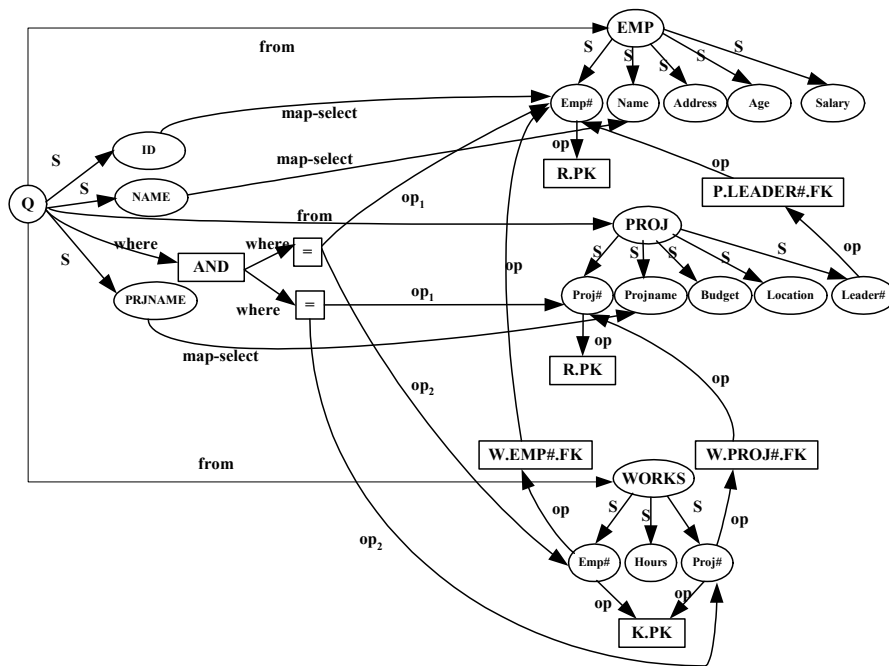 EMP
from
S
S
S
S
S
Emp#
Name
Address
Age
Salary
map-select
ID
S
op
op
map-select
R.PK
P.LEADER#.FK
S
NAME
Q
op1
from
PROJ
where
where
=
AND
op
S
S
S
S
S
S
PRJNAME
where
=
op1
Proj#
Projname
Budget
Location
Leader#
op
op
map-select
R.PK
op
op2
W.EMP#.FK
W.PROJ#.FK
from
WORKS
S
S
S
op
op
op2
Emp#
Hours
Proj#
op
op
K.PK